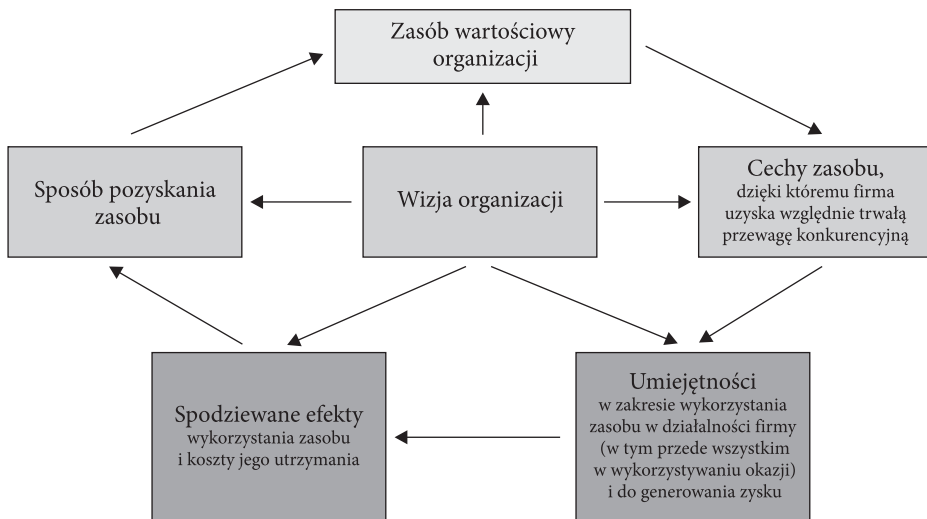 Zasób wartościowy
organizacji
Sposób pozyskania
zasobu
Wizja organizacji
Cechy zasobu,
dzięki któremu firma
uzyska względnie trwałą
przewagę konkurencyjną
Spodziewane efekty
wykorzystania zasobu
i koszty jego utrzymania
Umiejętności
w zakresie wykorzystania
zasobu w działalności firmy
(w tym przede wszystkim
w wykorzystywaniu okazji)
i do generowania zysku